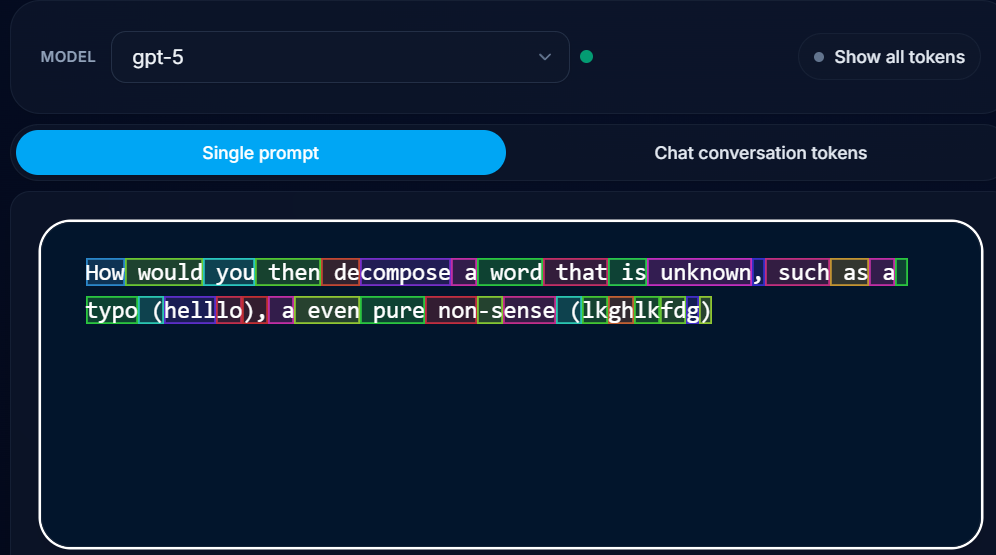 MODEL
gpt-5
Show all tokens
Single prompt
Chat conversation tokens
How would you then decompose a word that is unknown, such as a
typo (hellllo), a even pure non-sense (lkghlkfdg)